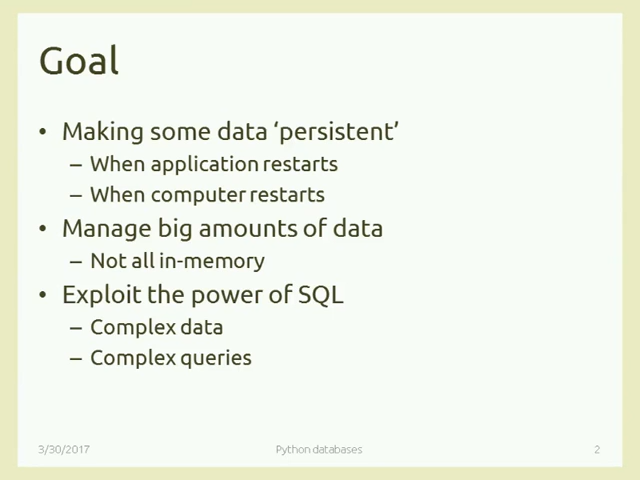 Goal
• Making some data ‘persistent’
– When application restarts
– When computer restarts
• Manage big amounts of data
– Not all in-memory
• Exploit the power of SQL
– Complex data
– Complex queries
3/30/2017 Python databases 2